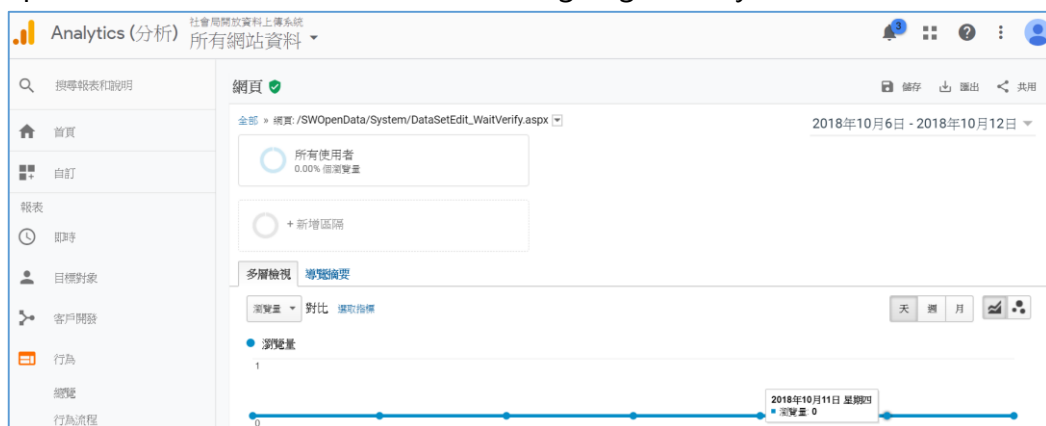 Analytics (分析)
社會局開放資料上傳系統
所有網站資料
3
搜尋報表和說明
首頁
自訂
報表
即時
目標對象
客戶開發
行為
總覽
行為流程
網頁
儲存 匯出 共用
全部 » 網頁: /SWOpenData/System/DataSetEdit_WaitVerify.aspx
2018年10月6日 - 2018年10月12日
所有使用者
0.00% 個瀏覽量
+ 新增區隔
多層檢視 導覽摘要
瀏覽量 對比 選取指標
天 週 月
瀏覽量
1
2018年10月11日 星期四
瀏覽量: 0
0